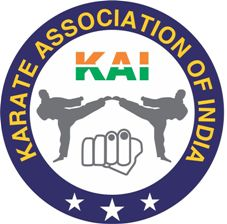 KARATE ASSOCIATION OF INDIA
KAI